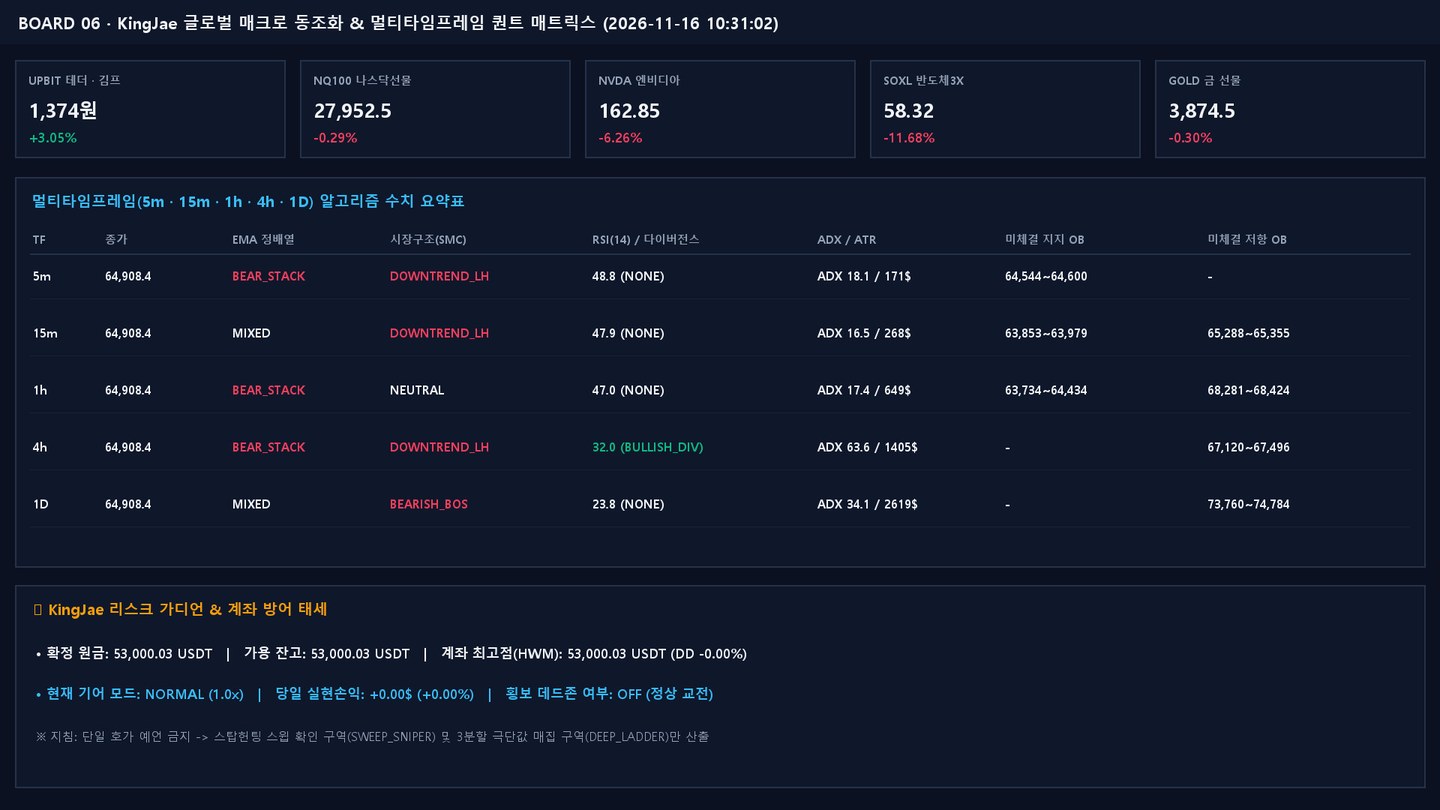 BOARD 06 · KingJae 글로벌 매크로 동조화 & 멀티타임프레임 퀀트 매트릭스 (2026-11-16 10:31:02)
UPBIT 테더 · 김프
1,374원
+3.05%
NQ100 나스닥선물
27,952.5
-0.29%
NVDA 엔비디아
162.85
-6.26%
SOXL 반도체3X
58.32
-11.68%
GOLD 금 선물
3,874.5
-0.30%
멀티타임프레임(5m · 15m · 1h · 4h · 1D) 알고리즘 수치 요약표
TF 종가 EMA 정배열 시장구조(SMC) RSI(14) / 다이버전스 ADX / ATR 미체결 지지 OB 미체결 저항 OB
5m 64,908.4 BEAR_STACK DOWNTREND_LH 48.8 (NONE) ADX 18.1 / 171$ 64,544~64,600 -
15m 64,908.4 MIXED DOWNTREND_LH 47.9 (NONE) ADX 16.5 / 268$ 63,853~63,979 65,288~65,355
1h 64,908.4 BEAR_STACK NEUTRAL 47.0 (NONE) ADX 17.4 / 649$ 63,734~64,434 68,281~68,424
4h 64,908.4 BEAR_STACK DOWNTREND_LH 32.0 (BULLISH_DIV) ADX 63.6 / 1405$ - 67,120~67,496
1D 64,908.4 MIXED BEARISH_BOS 23.8 (NONE) ADX 34.1 / 2619$ - 73,760~74,784
KingJae 리스크 가디언 & 계좌 방어 태세
• 확정 원금: 53,000.03 USDT | 가용 잔고: 53,000.03 USDT | 계좌 최고점(HWM): 53,000.03 USDT (DD -0.00%)
• 현재 기어 모드: NORMAL (1.0x) | 당일 실현손익: +0.00$ (+0.00%) | 횡보 데드존 여부: OFF (정상 교전)
※ 지침: 단일 호가 예언 금지 -> 스탑헌팅 스윕 확인 구역(SWEEP_SNIPER) 및 3분할 극단값 매집 구역(DEEP_LADDER)만 산출